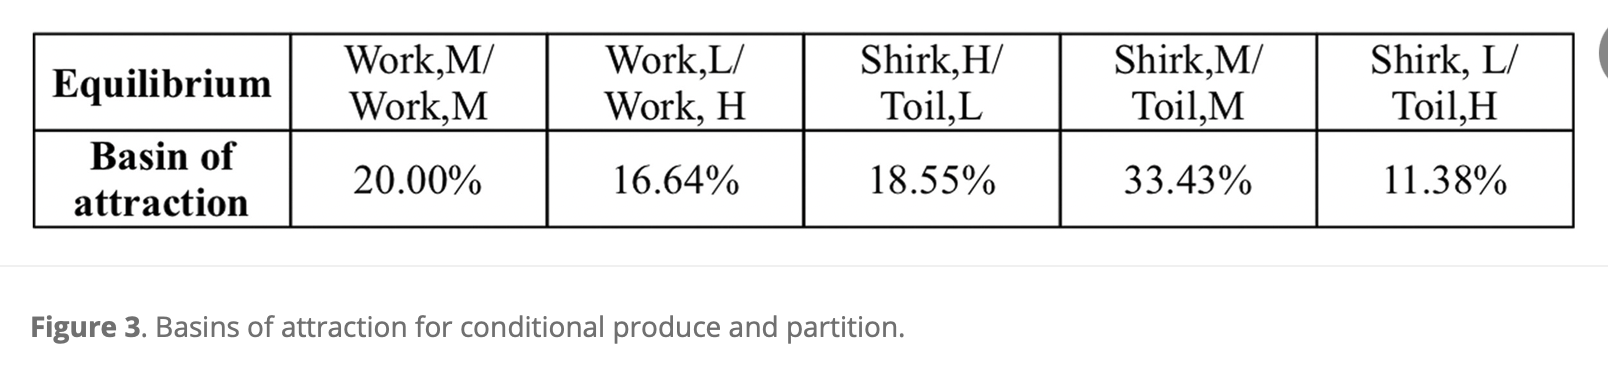 Equilibrium
Work,M/
Work,M
Work,L/
Work, H
Shirk,H/
Toil,L
Shirk,M/
Toil,M
Shirk, L/
Toil,H
Basin of
attraction
20.00%
16.64%
18.55%
33.43%
11.38%
Figure 3. Basins of attraction for conditional produce and partition.